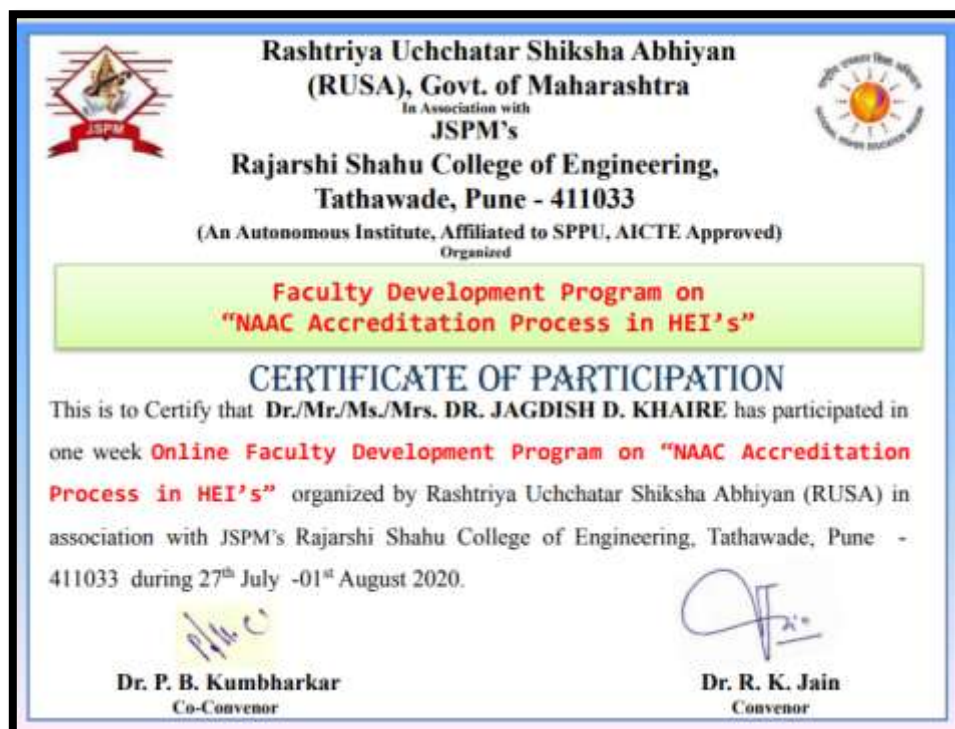 Rashtriya Uchchatar Shiksha Abhiyan
(RUSA), Govt. of Maharashtra
In Association with
JSPM's
Rajarshi Shahu College of Engineering,
Tathawade, Pune - 411033
(An Autonomous Institute, Affiliated to SPPU, AICTE Approved)
Organized
JSPM
NATIONAL HIGHER EDUCATION MISSION
Faculty Development Program on
“NAAC Accreditation Process in HEI's”
CERTIFICATE OF PARTICIPATION
This is to Certify that Dr./Mr./Ms./Mrs. DR. JAGDISH D. KHAIRE has participated in
one week Online Faculty Development Program on “NAAC Accreditation
Process in HEI's” organized by Rashtriya Uchchatar Shiksha Abhiyan (RUSA) in
association with JSPM's Rajarshi Shahu College of Engineering, Tathawade, Pune -
411033 during 27th July -01st August 2020.
Dr. P. B. Kumbharkar
Co-Convenor
Dr. R. K. Jain
Convenor